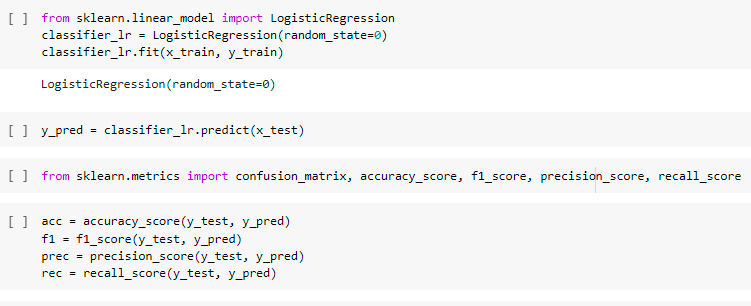 [ ] from sklearn.linear_model import LogisticRegression
classifier_lr = LogisticRegression(random_state=0)
classifier_lr.fit(x_train, y_train)
LogisticRegression(random_state=0)
[ ] y_pred = classifier_lr.predict(x_test)
[ ] from sklearn.metrics import confusion_matrix, accuracy_score, f1_score, precision_score, recall_score
[ ] acc = accuracy_score(y_test, y_pred)
f1 = f1_score(y_test, y_pred)
prec = precision_score(y_test, y_pred)
rec = recall_score(y_test, y_pred)